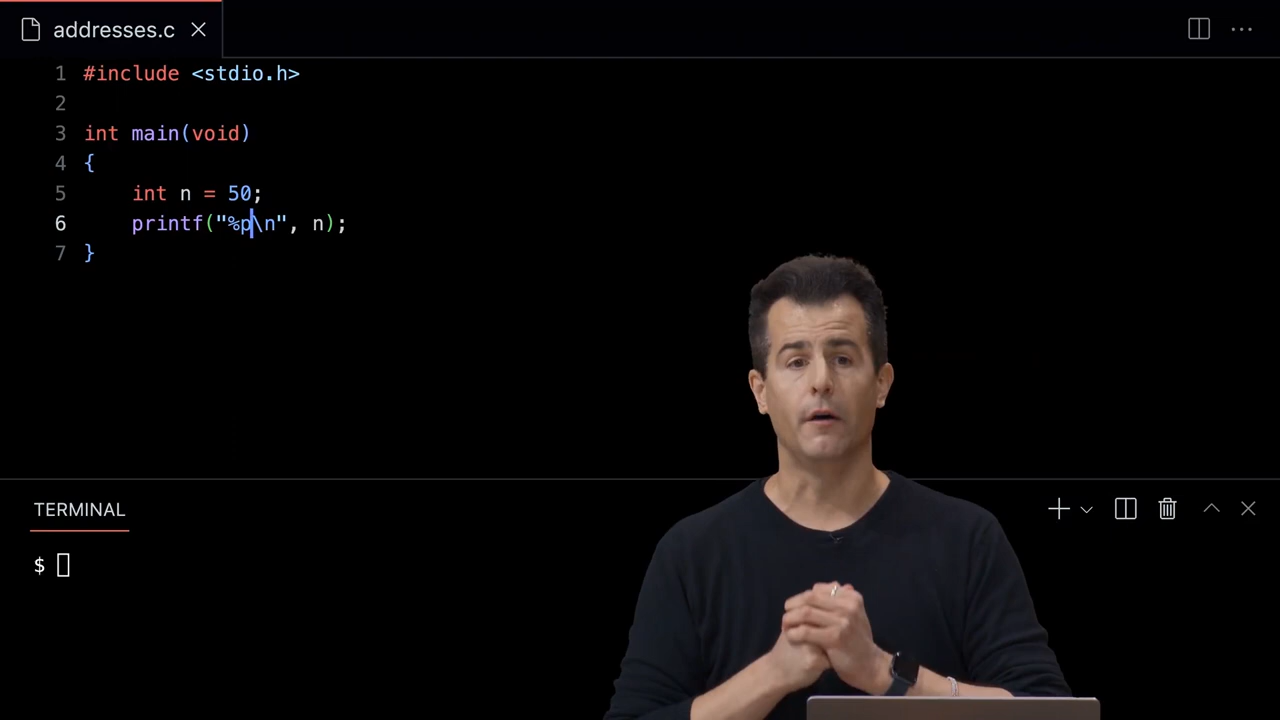 addresses.c
1 #include <stdio.h>
2
3 int main(void)
4 {
5     int n = 50;
6     printf("%p\n", n);
7 }
TERMINAL
$